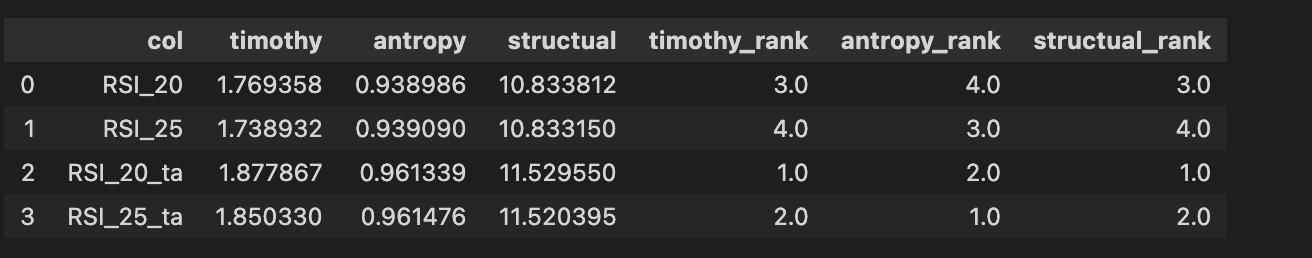 col timothy antropy structual timothy_rank antropy_rank structual_rank
0 RSI_20 1.769358 0.938986 10.833812 3.0 4.0 3.0
1 RSI_25 1.738932 0.939090 10.833150 4.0 3.0 4.0
2 RSI_20_ta 1.877867 0.961339 11.529550 1.0 2.0 1.0
3 RSI_25_ta 1.850330 0.961476 11.520395 2.0 1.0 2.0